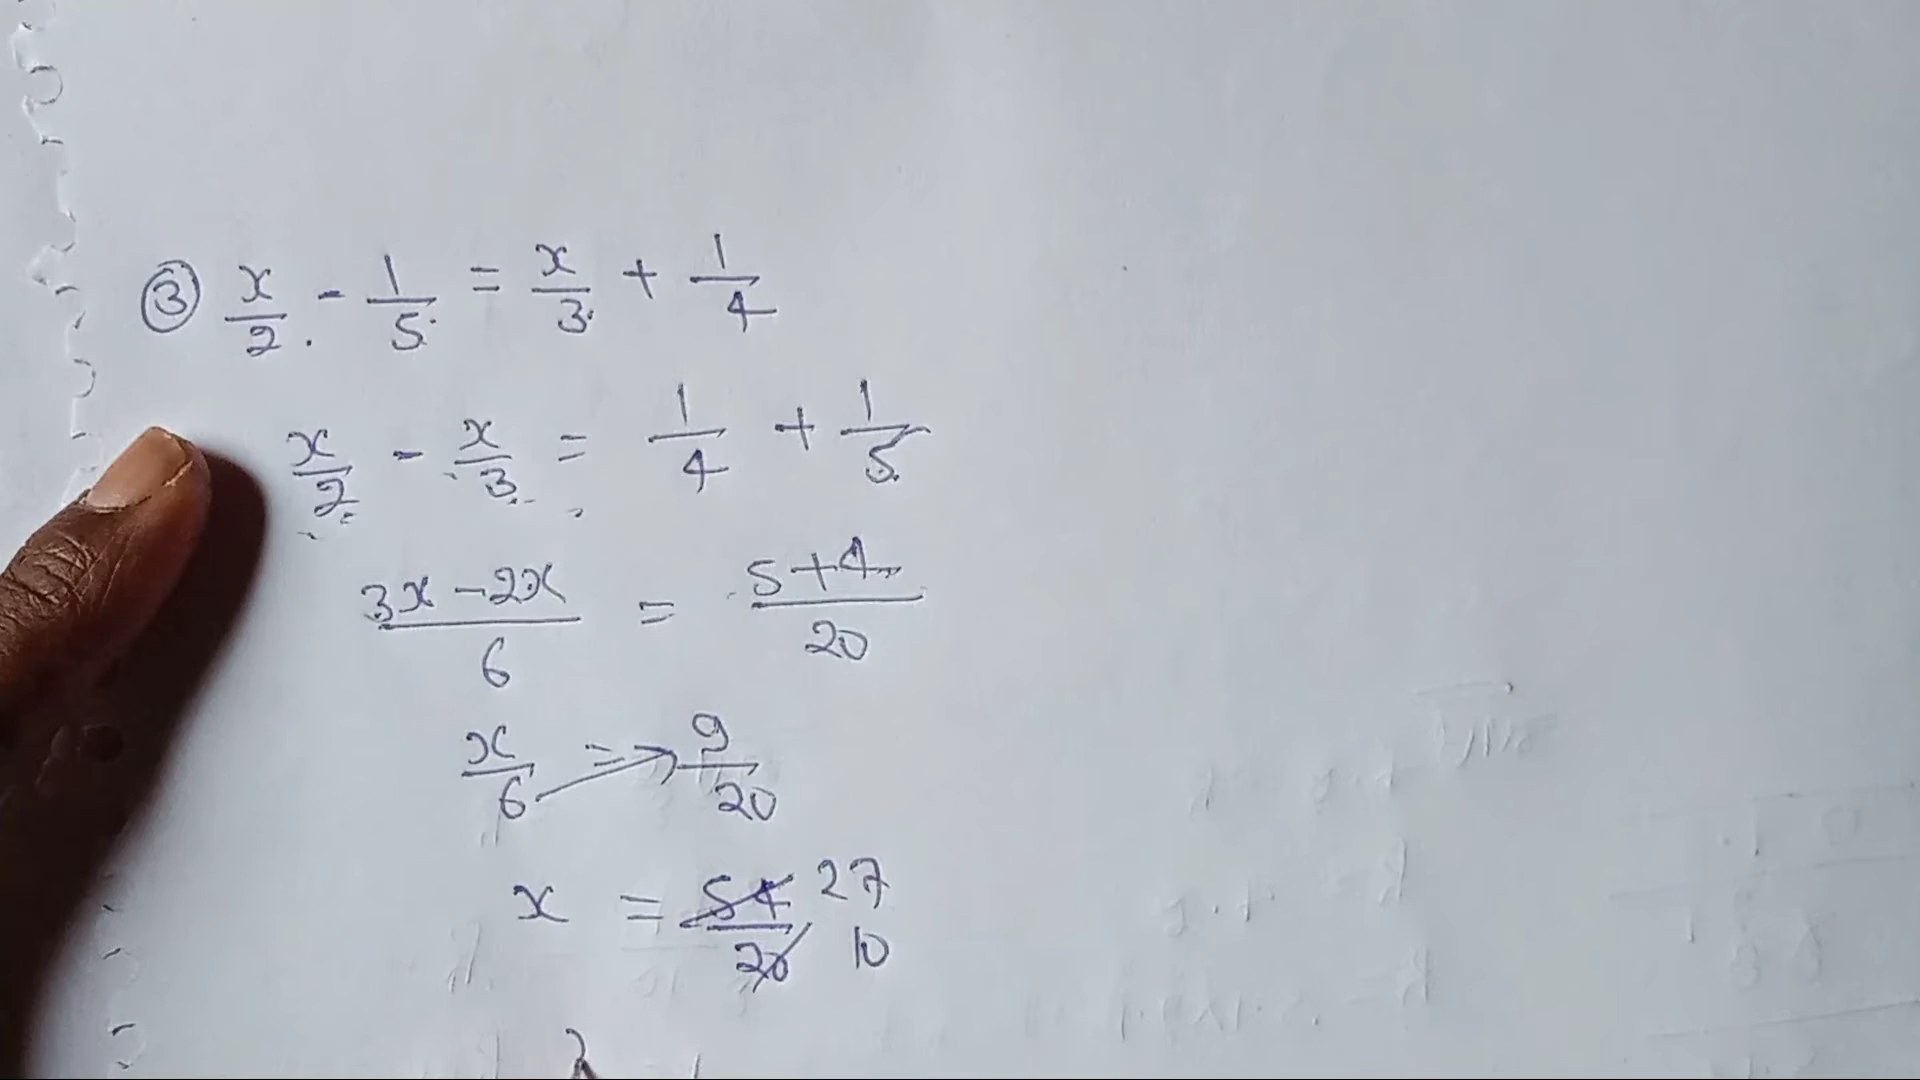 ③ x/2 - 1/5 = x/3 + 1/4
x/2 - x/3 = 1/4 + 1/5
3x - 2x/6 = 5+4/20
x/6 = 9/20
x = 54/20 27/10